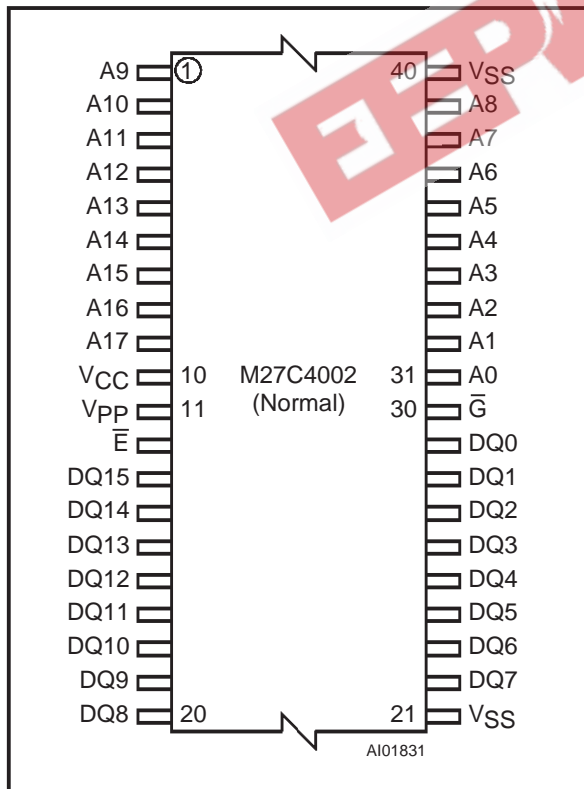 A9 ① 40 VSS
A10 A8
A11 A7
A12 A6
A13 A5
A14 A4
A15 A3
A16 A2
A17 A1
VCC 10 M27C4002 31 A0
VPP 11 (Normal) 30 G̅
E̅ DQ0
DQ15 DQ1
DQ14 DQ2
DQ13 DQ3
DQ12 DQ4
DQ11 DQ5
DQ10 DQ6
DQ9 DQ7
DQ8 20 21 VSS
AI01831